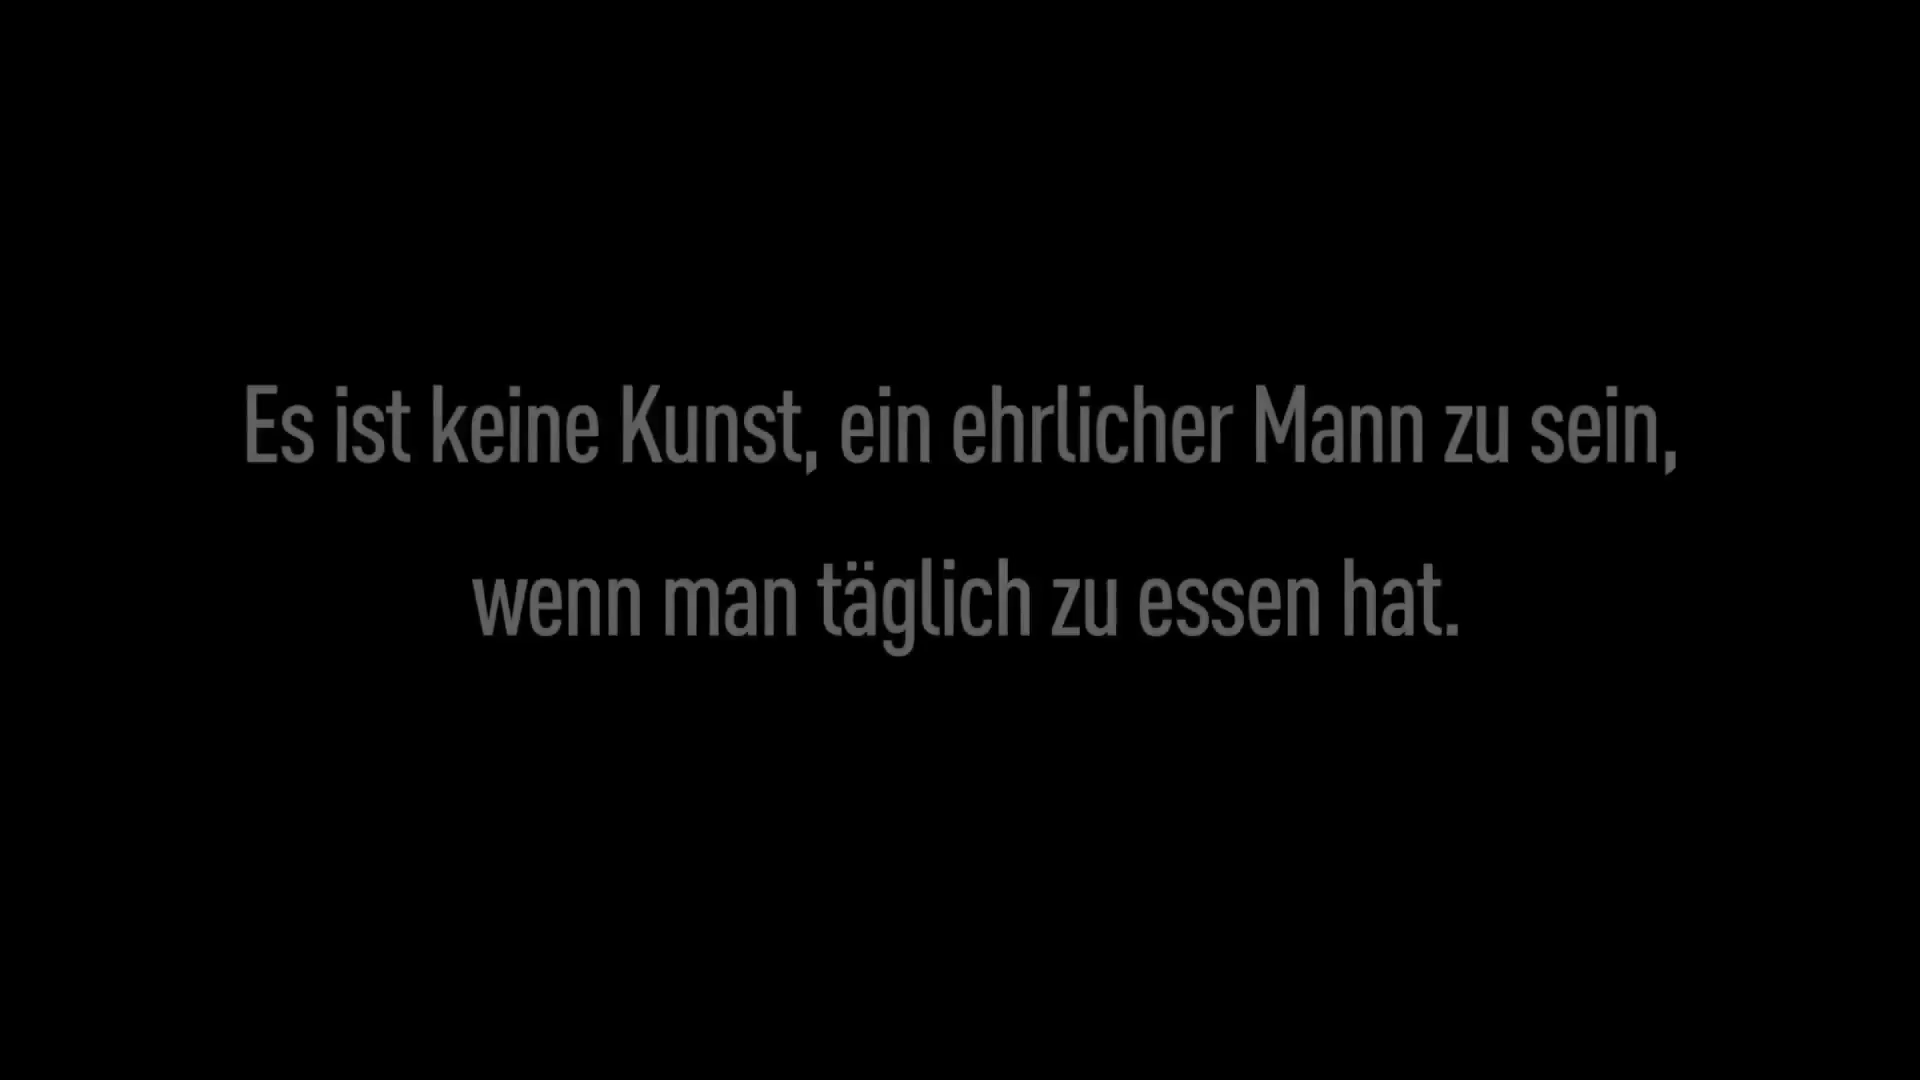 Es ist keine Kunst, ein ehrlicher Mann zu sein,
wenn man täglich zu essen hat.